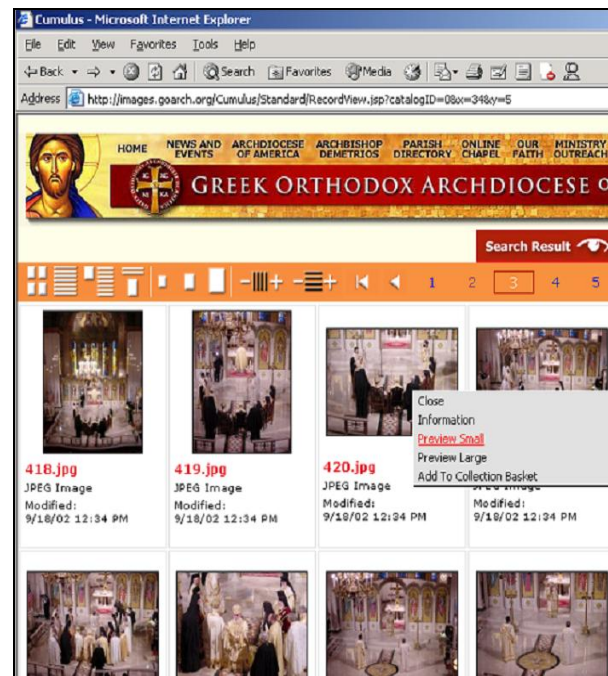 Cumulus - Microsoft Internet Explorer
File Edit View Favorites Tools Help
Back Search Favorites Media
Address http://images.goarch.org/Cumulus/Standard/RecordView.jsp?catalogID=0&x=34&y=5
HOME NEWS AND EVENTS ARCHDIOCESE OF AMERICA ARCHBISHOP DEMETRIOS PARISH DIRECTORY ONLINE CHAPEL OUR FAITH MINISTRY OUTREACH
GREEK ORTHODOX ARCHDIOCESE
Search Result
1 2 3 4 5
Close
Information
Preview Small
Preview Large
Add To Collection Basket
418.jpg 419.jpg 420.jpg
JPEG Image JPEG Image JPEG Image JPEG Image
Modified: Modified: Modified: Modified:
9/18/02 12:34 PM 9/18/02 12:34 PM 9/18/02 12:34 PM 9/18/02 12:34 PM